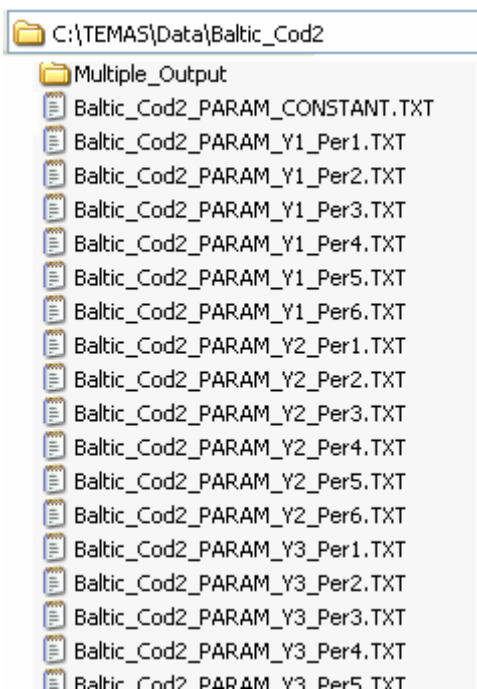 C:\TEMAS\Data\Baltic_Cod2
Multiple_Output
Baltic_Cod2_PARAM_CONSTANT.TXT
Baltic_Cod2_PARAM_Y1_Per1.TXT
Baltic_Cod2_PARAM_Y1_Per2.TXT
Baltic_Cod2_PARAM_Y1_Per3.TXT
Baltic_Cod2_PARAM_Y1_Per4.TXT
Baltic_Cod2_PARAM_Y1_Per5.TXT
Baltic_Cod2_PARAM_Y1_Per6.TXT
Baltic_Cod2_PARAM_Y2_Per1.TXT
Baltic_Cod2_PARAM_Y2_Per2.TXT
Baltic_Cod2_PARAM_Y2_Per3.TXT
Baltic_Cod2_PARAM_Y2_Per4.TXT
Baltic_Cod2_PARAM_Y2_Per5.TXT
Baltic_Cod2_PARAM_Y2_Per6.TXT
Baltic_Cod2_PARAM_Y3_Per1.TXT
Baltic_Cod2_PARAM_Y3_Per2.TXT
Baltic_Cod2_PARAM_Y3_Per3.TXT
Baltic_Cod2_PARAM_Y3_Per4.TXT
Baltic_Cod2_PARAM_Y3_Per5.TXT